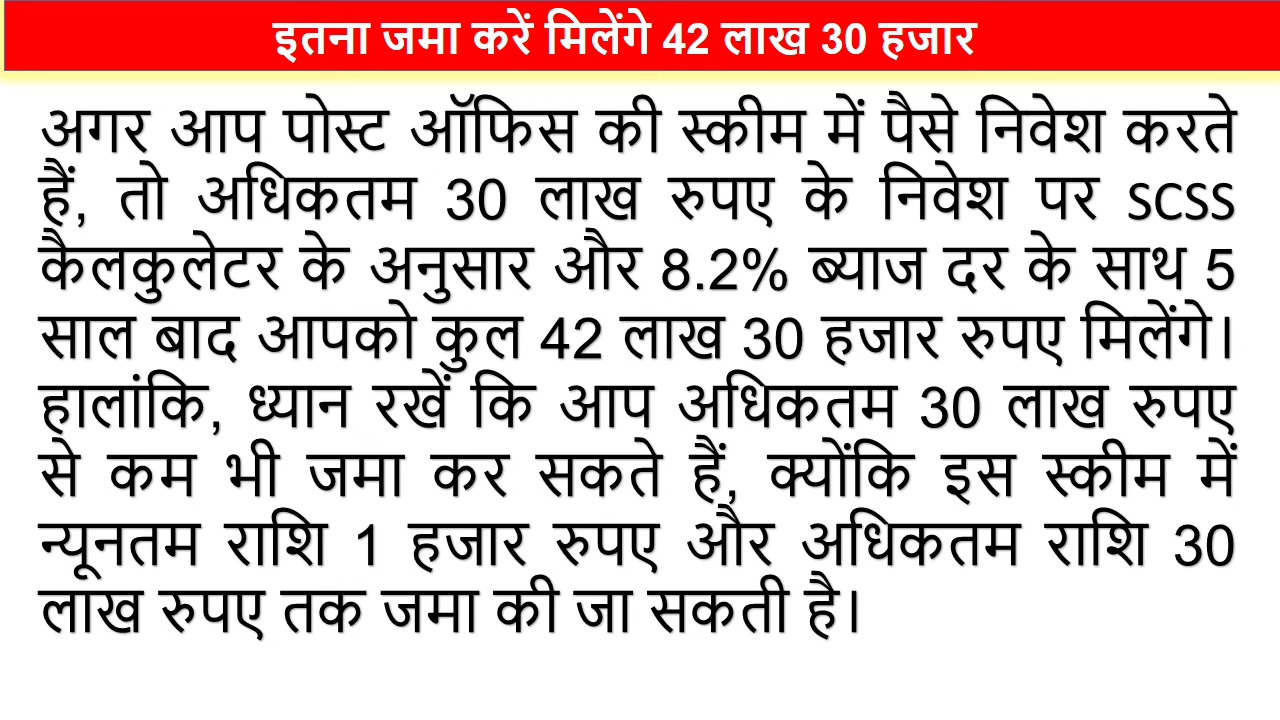 इतना जमा करें मिलेंगे 42 लाख 30 हजार
अगर आप पोस्ट ऑफिस की स्कीम में पैसे निवेश करते
हैं, तो अधिकतम 30 लाख रुपए के निवेश पर SCSS
कैलकुलेटर के अनुसार और 8.2% ब्याज दर के साथ 5
साल बाद आपको कुल 42 लाख 30 हजार रुपए मिलेंगे।
हालांकि, ध्यान रखें कि आप अधिकतम 30 लाख रुपए
से कम भी जमा कर सकते हैं, क्योंकि इस स्कीम में
न्यूनतम राशि 1 हजार रुपए और अधिकतम राशि 30
लाख रुपए तक जमा की जा सकती है।